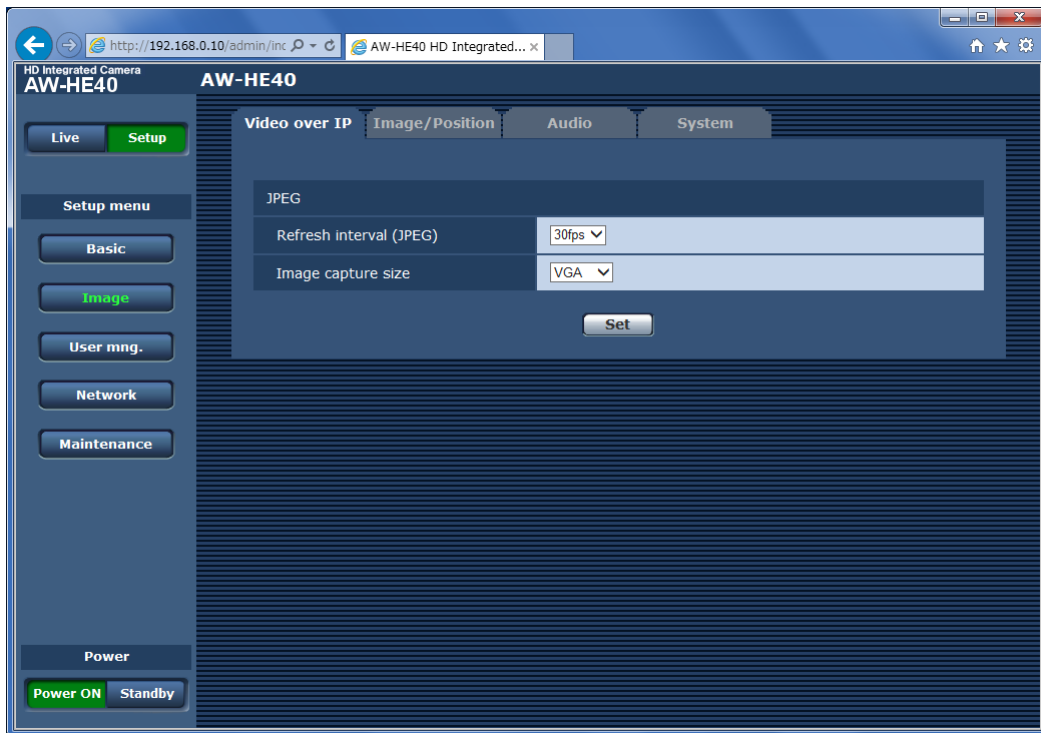 http://192.168.0.10/admin/inc
AW-HE40 HD Integrated...
HD Integrated Camera
AW-HE40
AW-HE40
Live
Setup
Video over IP
Image/Position
Audio
System
Setup menu
Basic
Image
User mng.
Network
Maintenance
JPEG
Refresh interval (JPEG)
30fps
Image capture size
VGA
Set
Power
Power ON
Standby